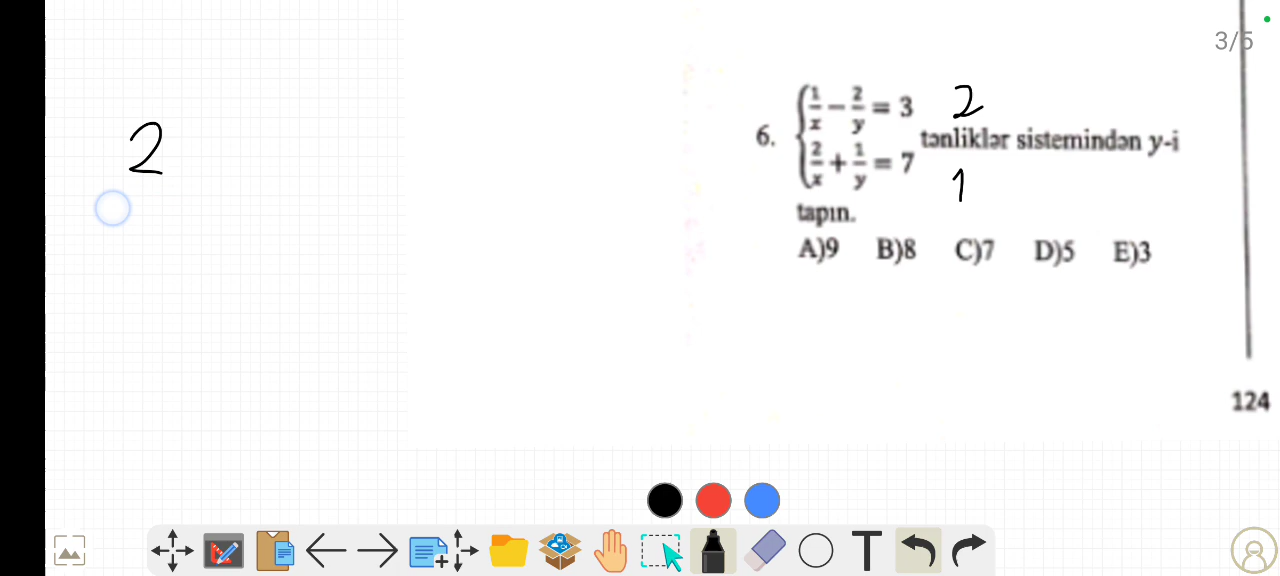 3/5
2
6. { 1/x − 2/y = 3 2
tənliklər sistemindən y-i
2/x + 1/y = 7 1
tapın.
A)9 B)8 C)7 D)5 E)3
124
T